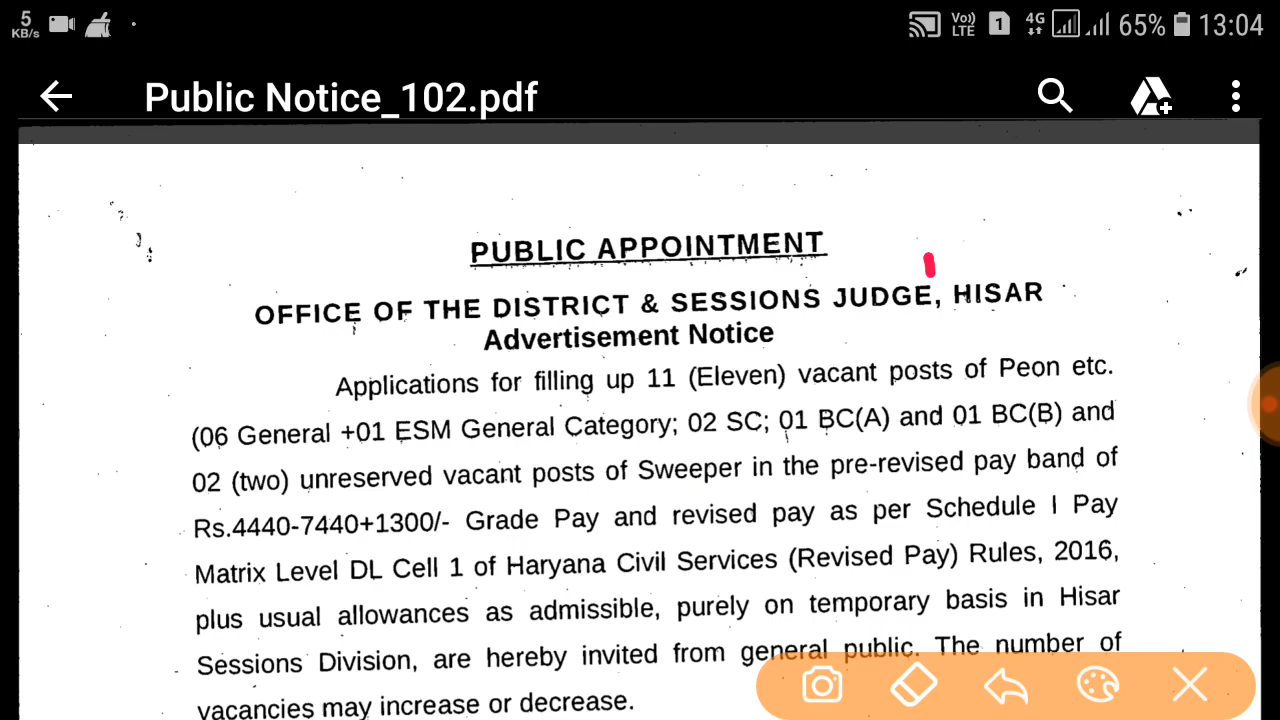 5
KB/s
Vo))
LTE
1
4G
65%
13:04
Public Notice_102.pdf
PUBLIC APPOINTMENT
OFFICE OF THE DISTRICT & SESSIONS JUDGE, HISAR
Advertisement Notice
Applications for filling up 11 (Eleven) vacant posts of Peon etc.
(06 General +01 ESM General Category; 02 SC; 01 BC(A) and 01 BC(B) and
02 (two) unreserved vacant posts of Sweeper in the pre-revised pay band of
Rs.4440-7440+1300/- Grade Pay and revised pay as per Schedule I Pay
Matrix Level DL Cell 1 of Haryana Civil Services (Revised Pay) Rules, 2016,
plus usual allowances as admissible, purely on temporary basis in Hisar
Sessions Division, are hereby invited from general public. The number of
vacancies may increase or decrease.